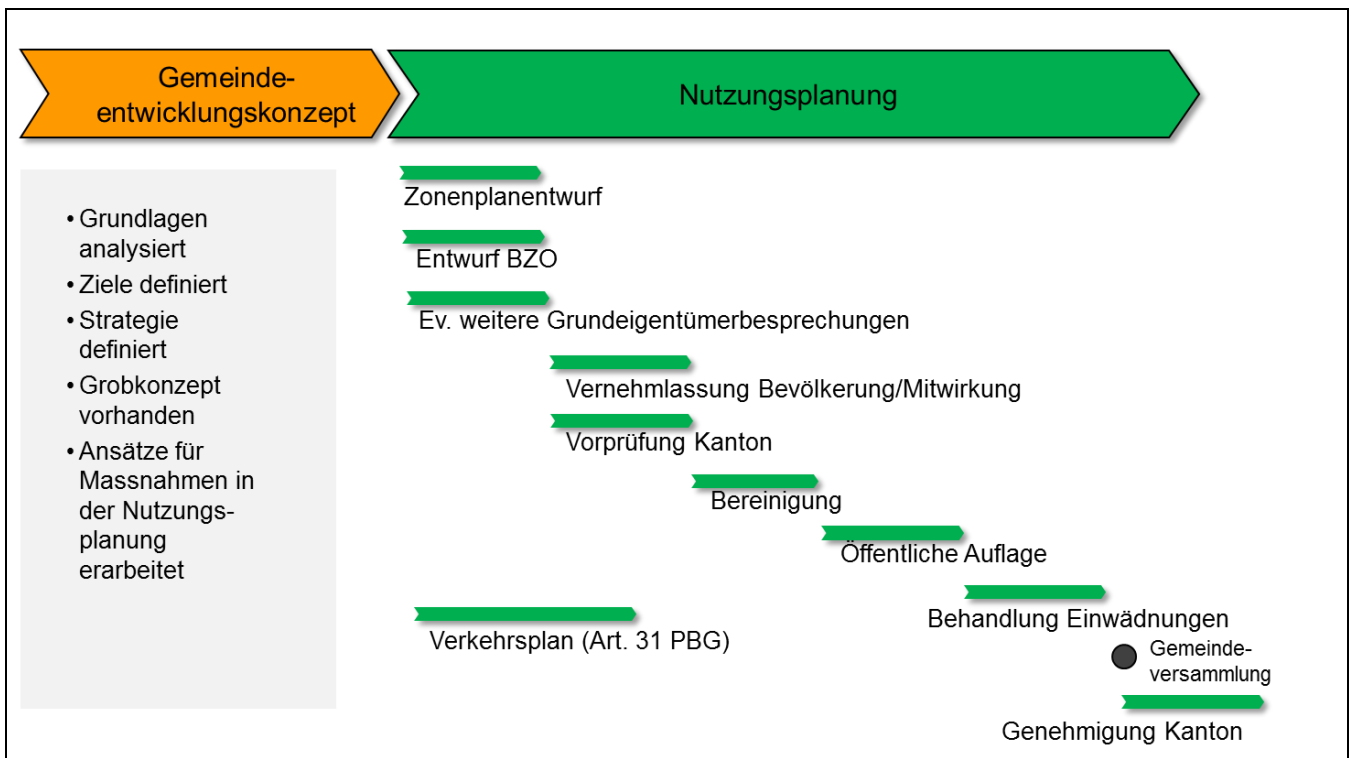 Gemeinde-
entwicklungskonzept
Nutzungsplanung
• Grundlagen
analysiert
• Ziele definiert
• Strategie
definiert
• Grobkonzept
vorhanden
• Ansätze für
Massnahmen in
der Nutzungs-
planung
erarbeitet
Zonenplanentwurf
Entwurf BZO
Ev. weitere Grundeigentümerbesprechungen
Vernehmlassung Bevölkerung/Mitwirkung
Vorprüfung Kanton
Bereinigung
Öffentliche Auflage
Behandlung Einwädnungen
Verkehrsplan (Art. 31 PBG)
Gemeinde-
versammlung
Genehmigung Kanton